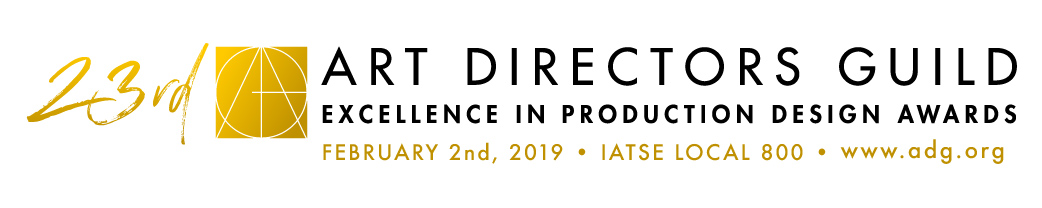 23rd
ART DIRECTORS GUILD
EXCELLENCE IN PRODUCTION DESIGN AWARDS
FEBRUARY 2nd, 2019 • IATSE LOCAL 800 • www.adg.org